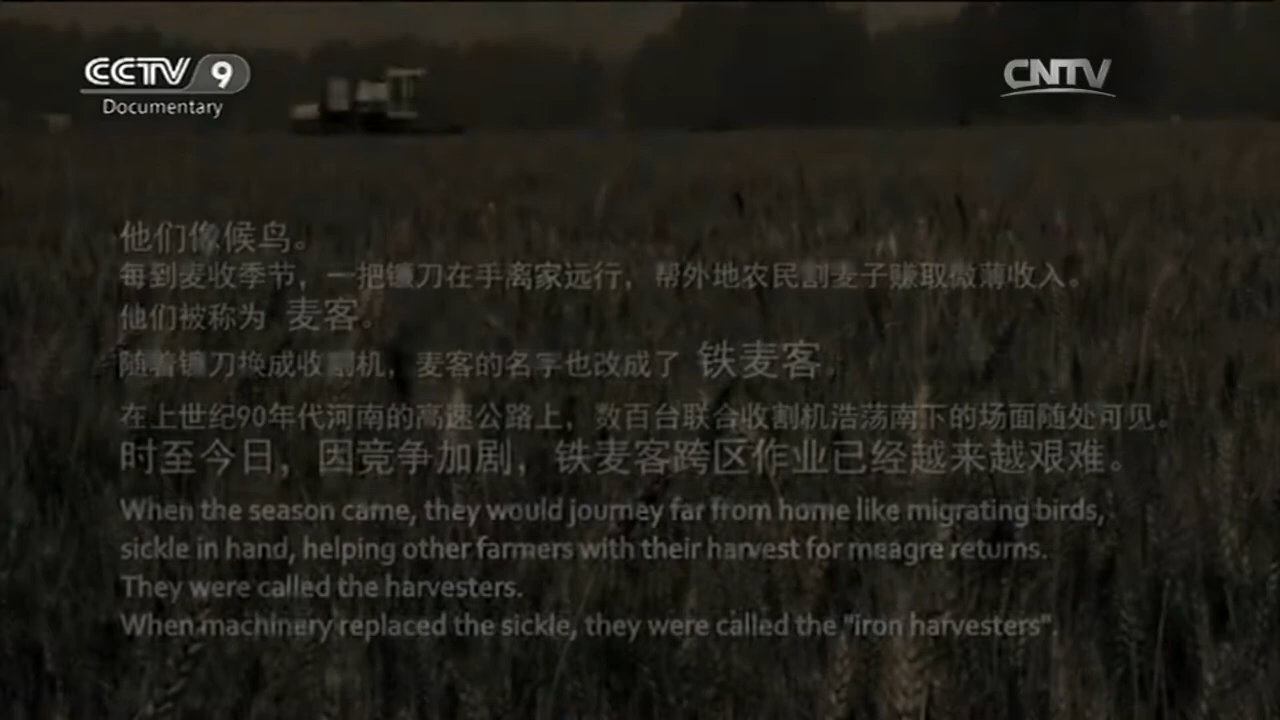 CCTV 9
Documentary
CNTV
他们像候鸟。
每到麦收季节，一把镰刀在手离家远行，帮外地农民割麦子赚取微薄收入。
他们被称为 麦客。
随着镰刀换成收割机，麦客的名字也改成了 铁麦客。
在上世纪90年代河南的高速公路上，数百台联合收割机浩荡南下的场面随处可见。
时至今日，因竞争加剧，铁麦客跨区作业已经越来越艰难。
When the season came, they would journey far from home like migrating birds,
sickle in hand, helping other farmers with their harvest for meagre returns.
They were called the harvesters.
When machinery replaced the sickle, they were called the "iron harvesters".